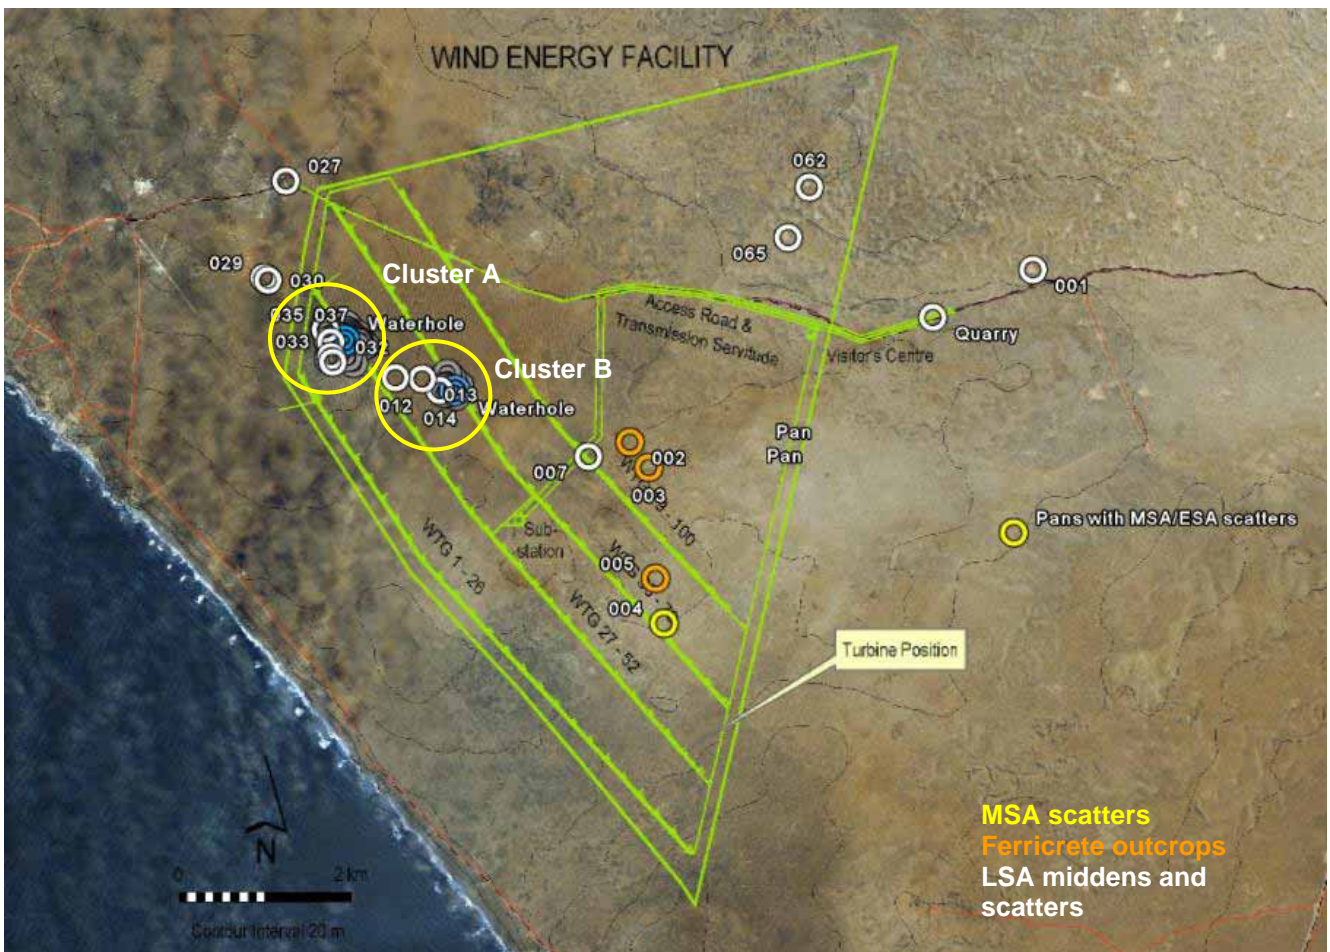 WIND ENERGY FACILITY
027
062
065
029
030
Cluster A
001
035
037
Waterhole
033
032
Access Road &
Transmission Servitude
Quarry
Visitor's Centre
Cluster B
012
013
014
Waterhole
Pan
Pan
007
002
003
Pans with MSA/ESA scatters
Sub-
station
WTG 1 - 26
WTG 27 - 52
005
004
Turbine Position
N
0
2 km
Contour Interval 20 m
MSA scatters
Ferricrete outcrops
LSA middens and
scatters